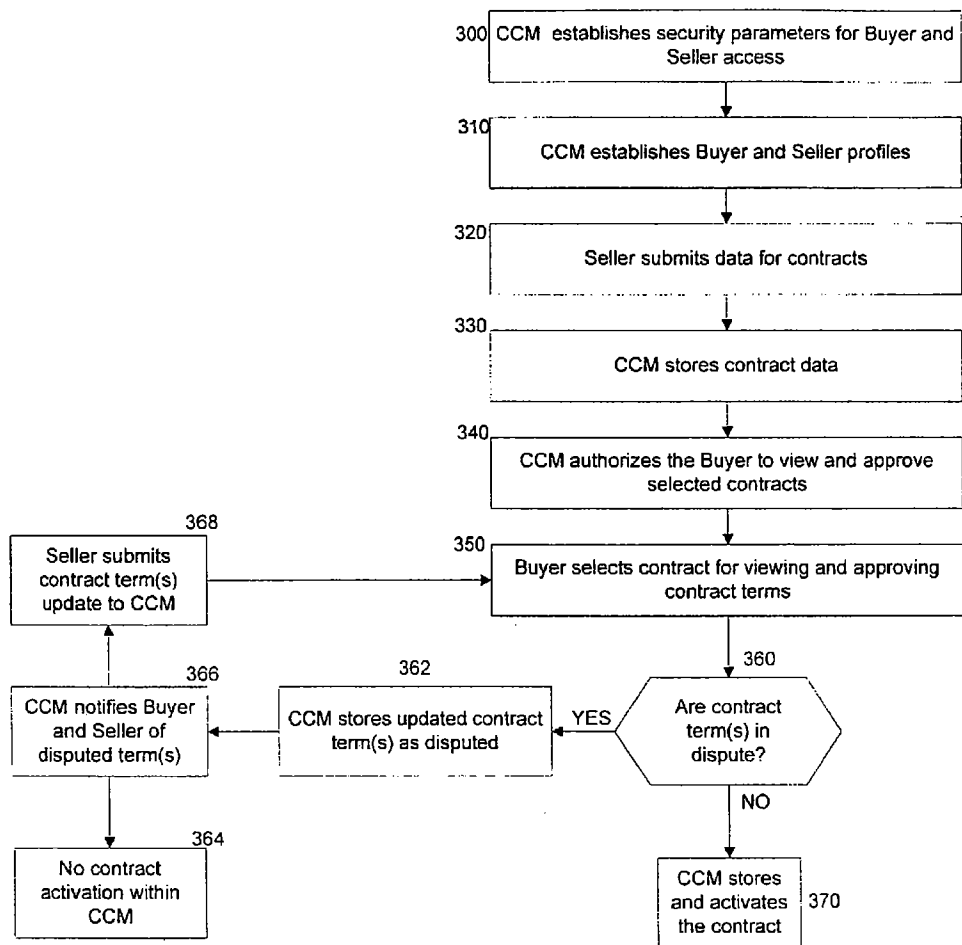 300
CCM establishes security parameters for Buyer and
Seller access
310
CCM establishes Buyer and Seller profiles
320
Seller submits data for contracts
330
CCM stores contract data
340
CCM authorizes the Buyer to view and approve
selected contracts
368
Seller submits
contract term(s)
update to CCM
350
Buyer selects contract for viewing and approving
contract terms
360
Are contract
term(s) in
dispute?
YES
362
CCM stores updated contract
term(s) as disputed
366
CCM notifies Buyer
and Seller of
disputed term(s)
NO
364
No contract
activation within
CCM
CCM stores
and activates
the contract
370